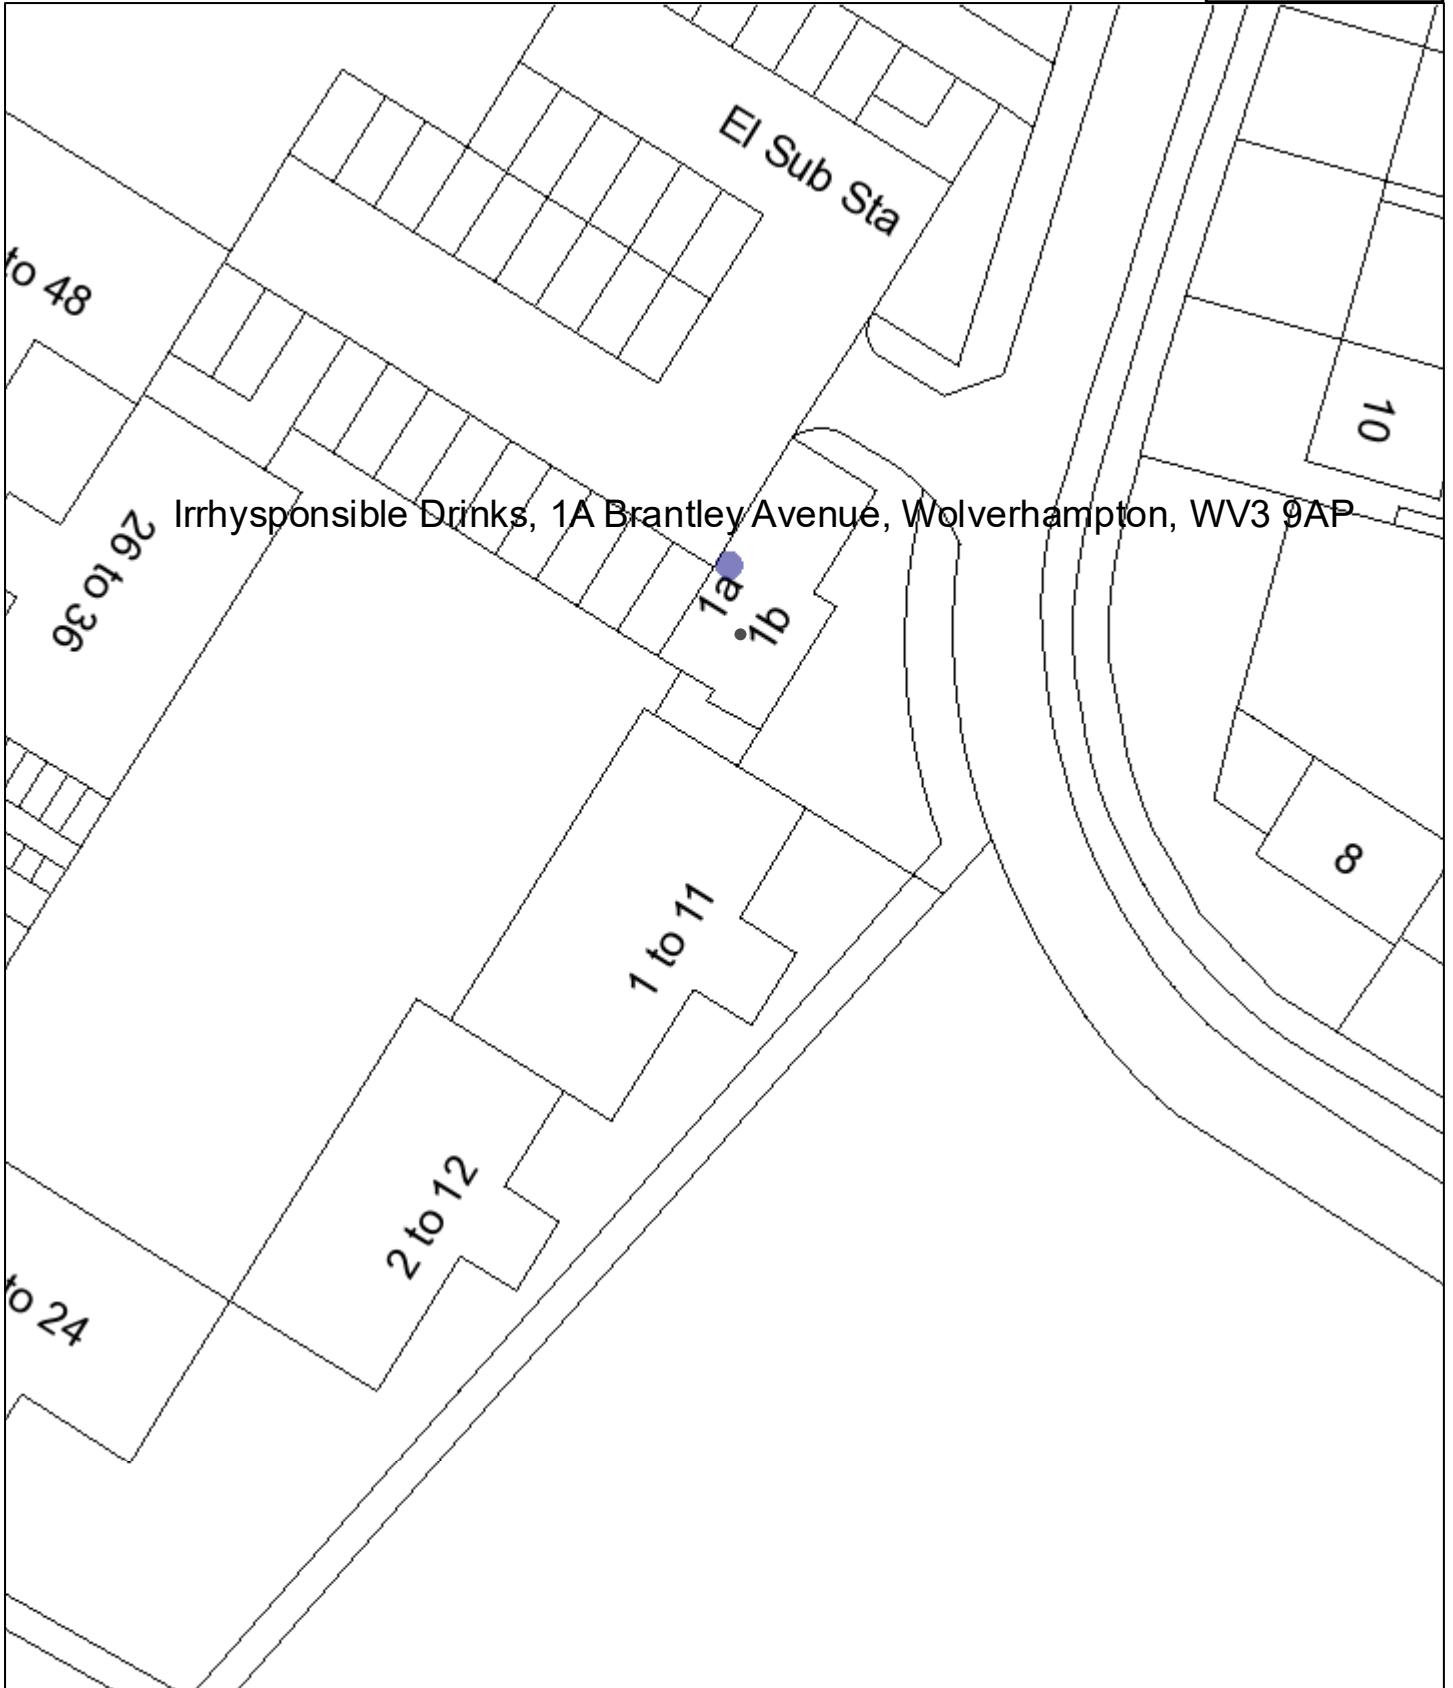 El Sub Sta
to 48
10
Irrhysponsible Drinks, 1A Brantley Avenue, Wolverhampton, WV3 9AP
26 to 36
1a
1b
8
1 to 11
2 to 12
to 24